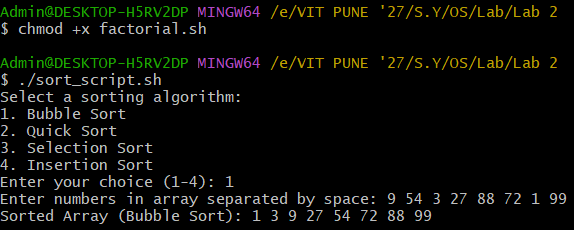 Admin@DESKTOP-H5RV2DP MINGW64 /e/VIT PUNE '27/S.Y/OS/Lab/Lab 2
$ chmod +x factorial.sh
Admin@DESKTOP-H5RV2DP MINGW64 /e/VIT PUNE '27/S.Y/OS/Lab/Lab 2
$ ./sort_script.sh
Select a sorting algorithm:
1. Bubble Sort
2. Quick Sort
3. Selection Sort
4. Insertion Sort
Enter your choice (1-4): 1
Enter numbers in array separated by space: 9 54 3 27 88 72 1 99
Sorted Array (Bubble Sort): 1 3 9 27 54 72 88 99